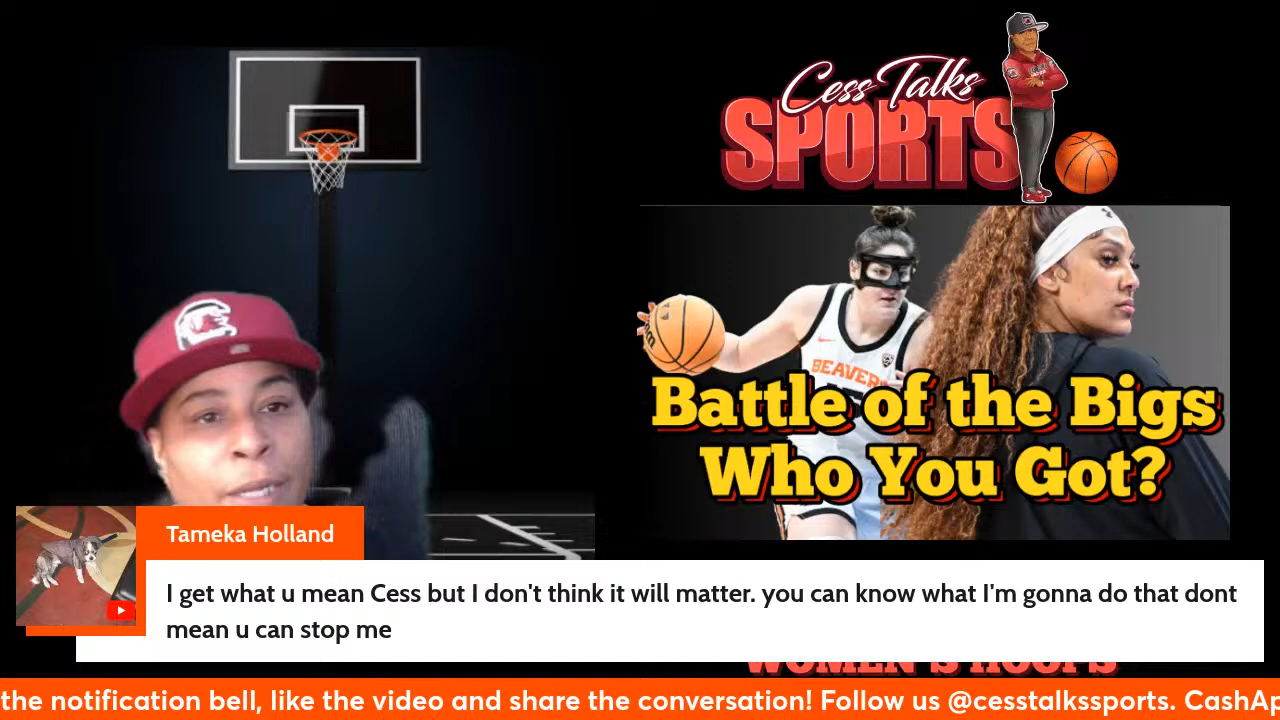 Cess Talks
SPORTS
BEAVERS
Battle of the Bigs
Who You Got?
Tameka Holland
I get what u mean Cess but I don't think it will matter. you can know what I'm gonna do that dont
mean u can stop me
WOMEN'S HOOPS
the notification bell, like the video and share the conversation! Follow us @cesstalkssports. CashAp